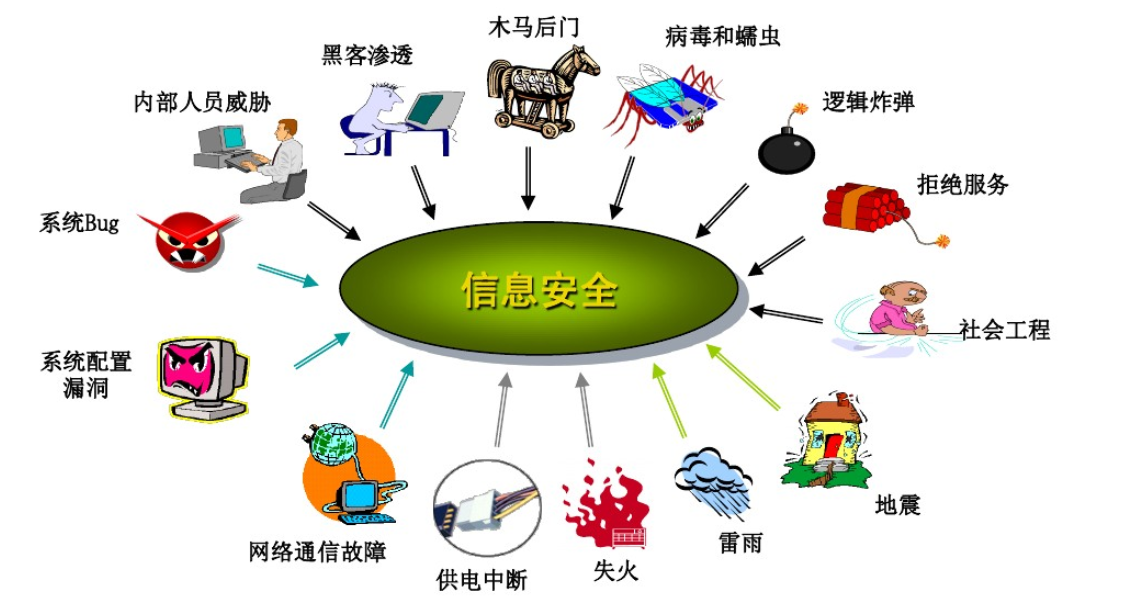 木马后门
病毒和蠕虫
黑客渗透
内部人员威胁
逻辑炸弹
拒绝服务
系统Bug
信息安全
社会工程
系统配置
漏洞
地震
雷雨
网络通信故障
失火
供电中断